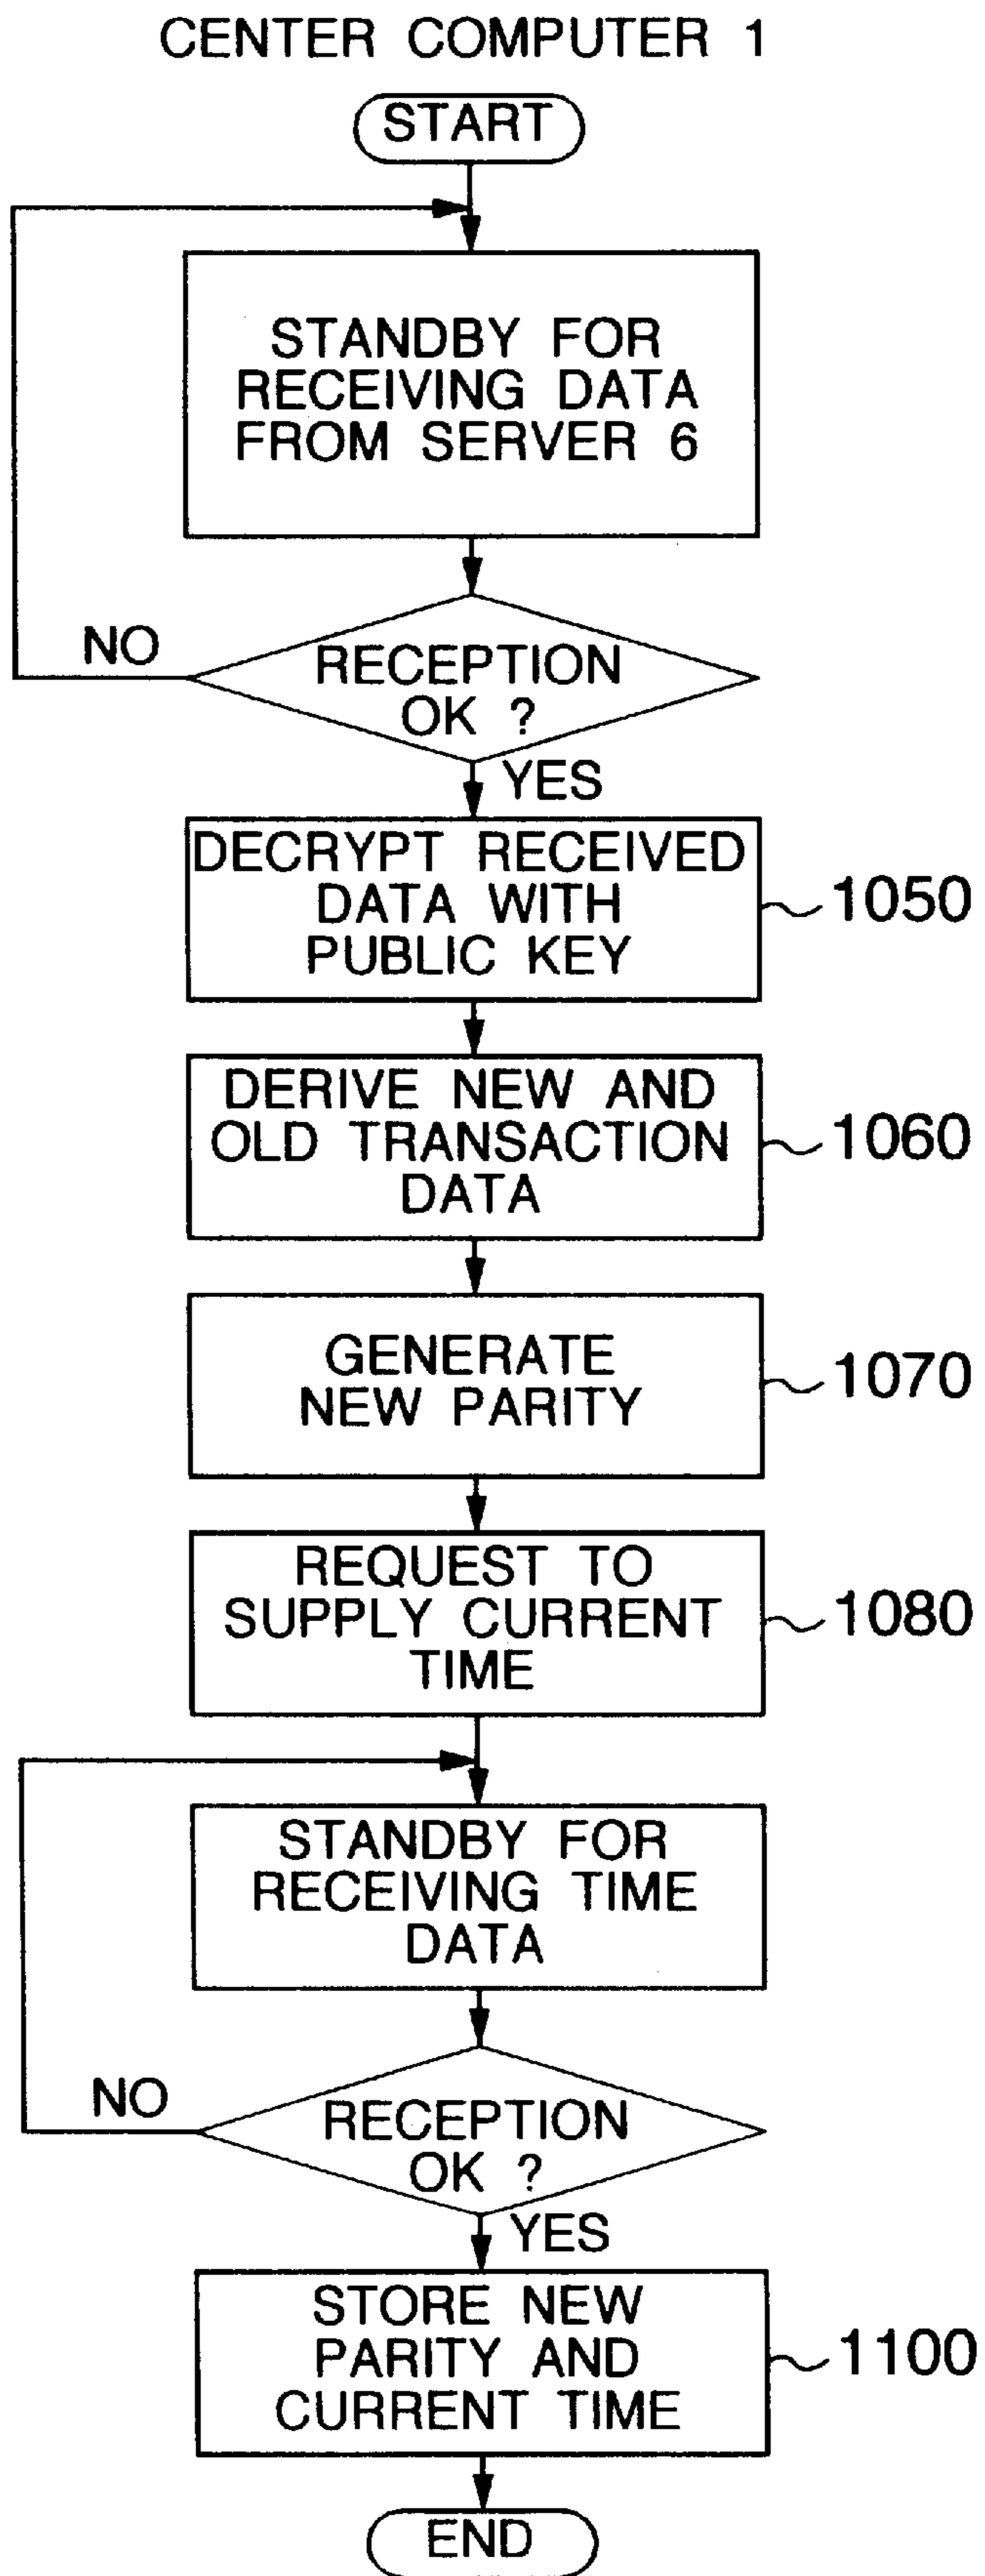 CENTER COMPUTER 1
START
STANDBY FOR
RECEIVING DATA
FROM SERVER 6
NO
RECEPTION
OK ?
YES
DECRYPT RECEIVED
DATA WITH
PUBLIC KEY
1050
DERIVE NEW AND
OLD TRANSACTION
DATA
1060
GENERATE
NEW PARITY
1070
REQUEST TO
SUPPLY CURRENT
TIME
1080
STANDBY FOR
RECEIVING TIME
DATA
NO
RECEPTION
OK ?
YES
STORE NEW
PARITY AND
CURRENT TIME
1100
END